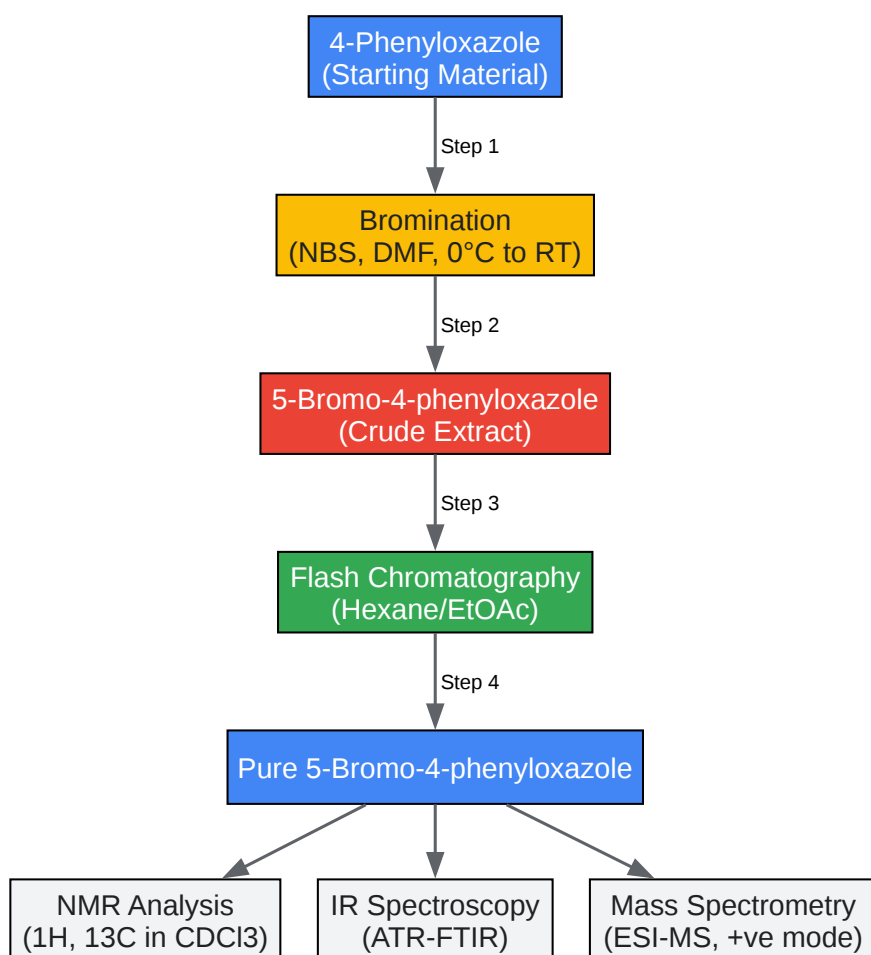 4-Phenyloxazole
(Starting Material)
Step 1
Bromination
(NBS, DMF, 0°C to RT)
Step 2
5-Bromo-4-phenyloxazole
(Crude Extract)
Step 3
Flash Chromatography
(Hexane/EtOAc)
Step 4
Pure 5-Bromo-4-phenyloxazole
NMR Analysis
(1H, 13C in CDCl3)
IR Spectroscopy
(ATR-FTIR)
Mass Spectrometry
(ESI-MS, +ve mode)